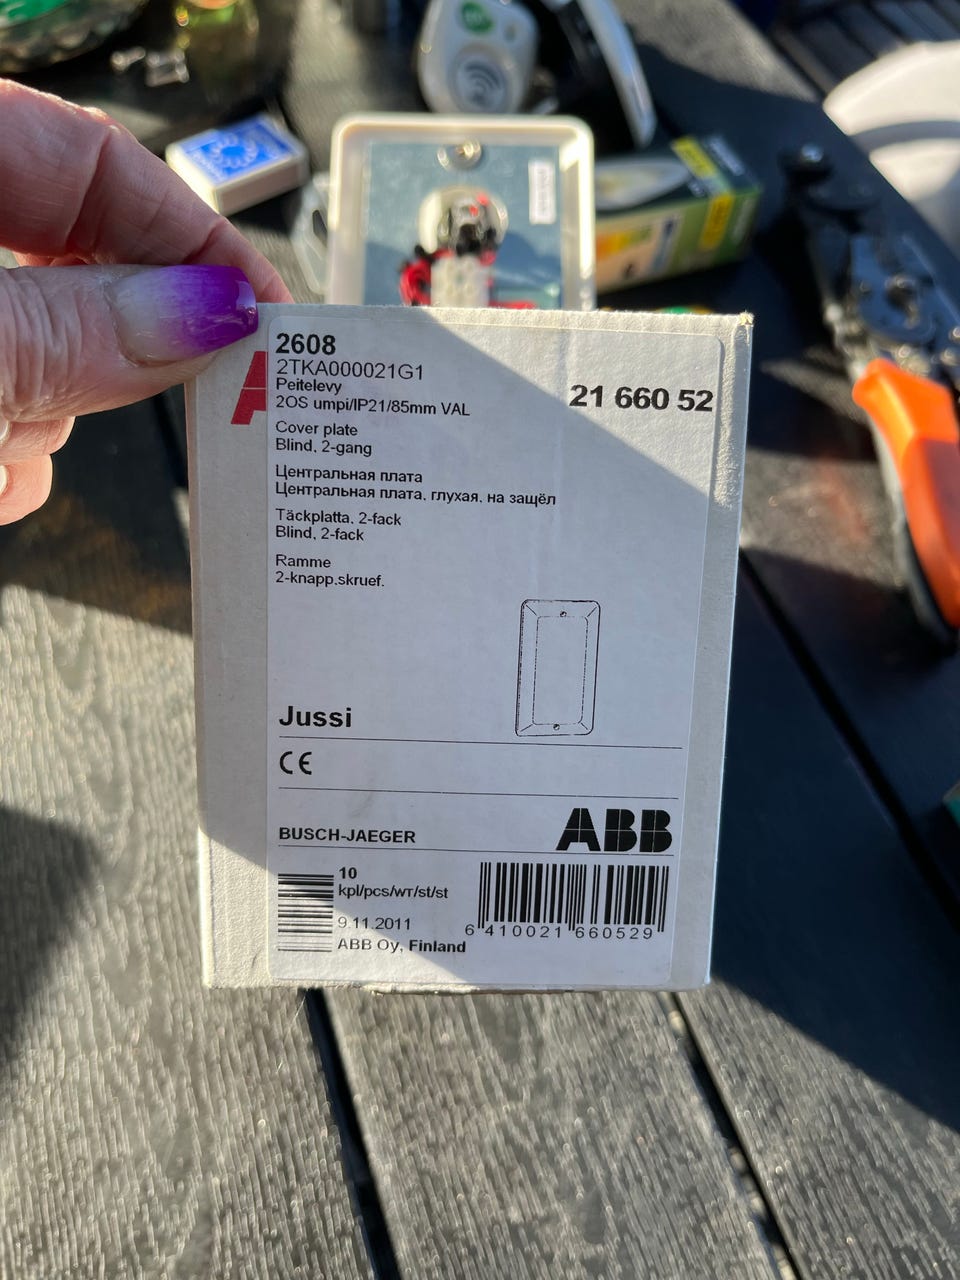 2608
2TKA000021G1
Peitelevy
2OS umpi/IP21/85mm VAL
21 660 52
Cover plate
Blind, 2-gang
Центральная плата
Центральная плата, глухая, на защёл
Täckplatta, 2-fack
Blind, 2-fack
Ramme
2-knapp,skruef.
Jussi
CE
BUSCH-JAEGER
ABB
10
kpl/pcs/wт/st/st
9.11.2011
ABB Oy, Finland
6 410021 660529